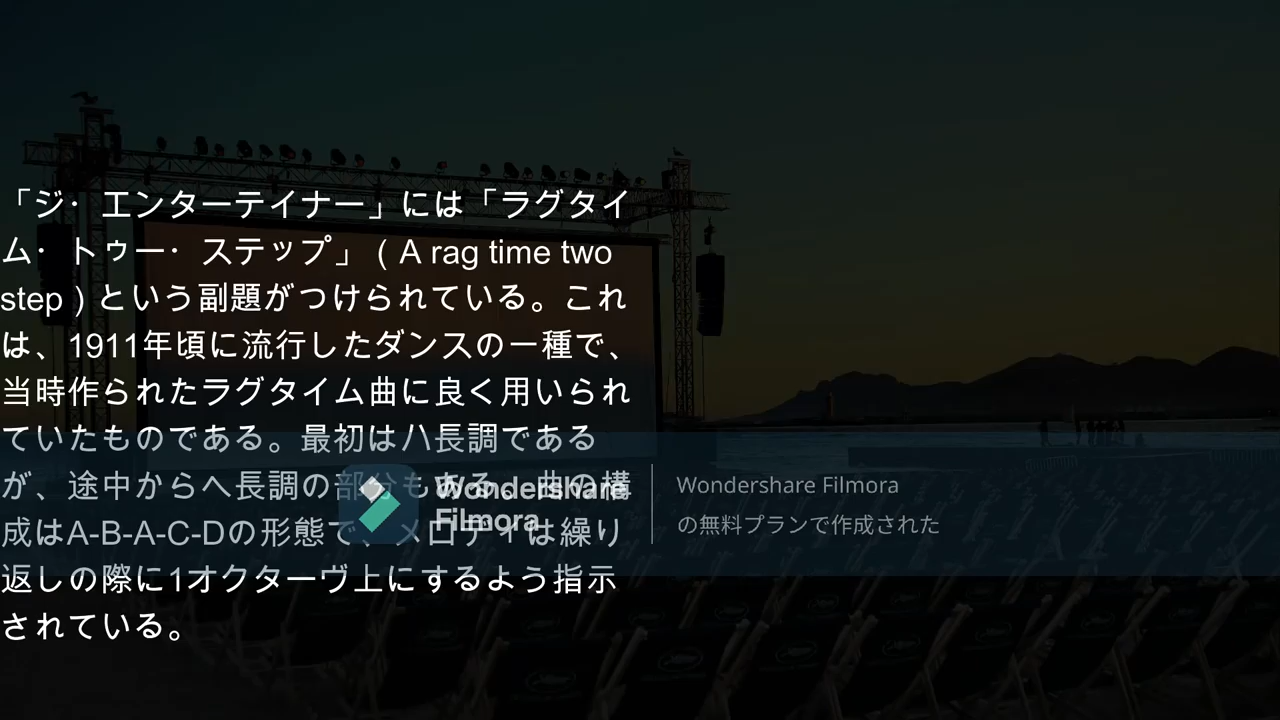 「ジ・エンターテイナー」には「ラグタイ
ム・トゥー・ステップ」( A rag time two
step ) という副題がつけられている。これ
は、1911年頃に流行したダンスの一種で、
当時作られたラグタイム曲に良く用いられ
ていたものである。最初はハ長調である
が、途中からヘ長調の部分もある。曲の構
成はA-B-A-C-Dの形態で、メロディは繰り
返しの際に1オクターヴ上にするよう指示
されている。
Wondershare
Filmora
Wondershare Filmora
の無料プランで作成された